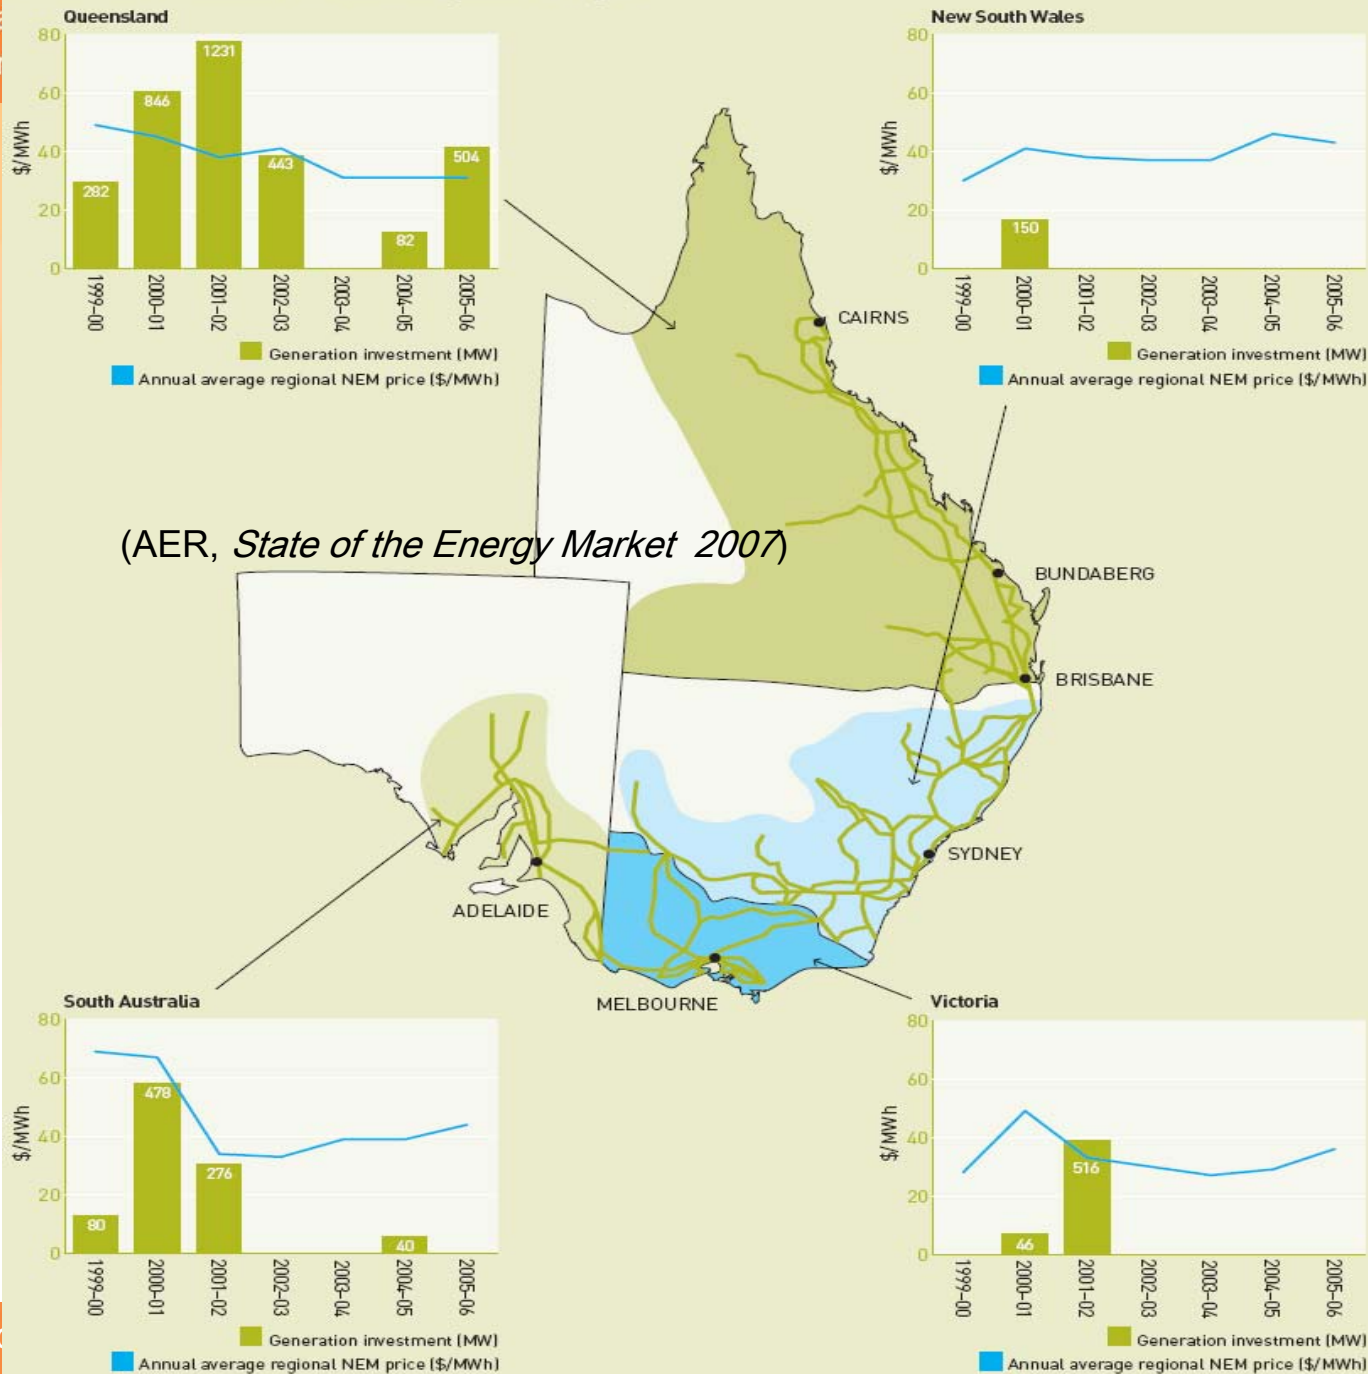 Queensland
80
60
40
20
0
$/MWh
282
846
1231
443
82
504
1999–00
2000–01
2001–02
2002–03
2003–04
2004–05
2005–06
Generation investment (MW)
Annual average regional NEM price ($/MWh)
New South Wales
80
60
40
20
0
$/MWh
150
1999–00
2000–01
2001–02
2002–03
2003–04
2004–05
2005–06
Generation investment (MW)
Annual average regional NEM price ($/MWh)
CAIRNS
(AER, State of the Energy Market 2007)
BUNDABERG
BRISBANE
SYDNEY
ADELAIDE
MELBOURNE
South Australia
80
60
40
20
0
$/MWh
80
478
276
40
1999–00
2000–01
2001–02
2002–03
2003–04
2004–05
2005–06
Generation investment (MW)
Annual average regional NEM price ($/MWh)
Victoria
80
60
40
20
0
$/MWh
46
516
1999–00
2000–01
2001–02
2002–03
2003–04
2004–05
2005–06
Generation investment (MW)
Annual average regional NEM price ($/MWh)